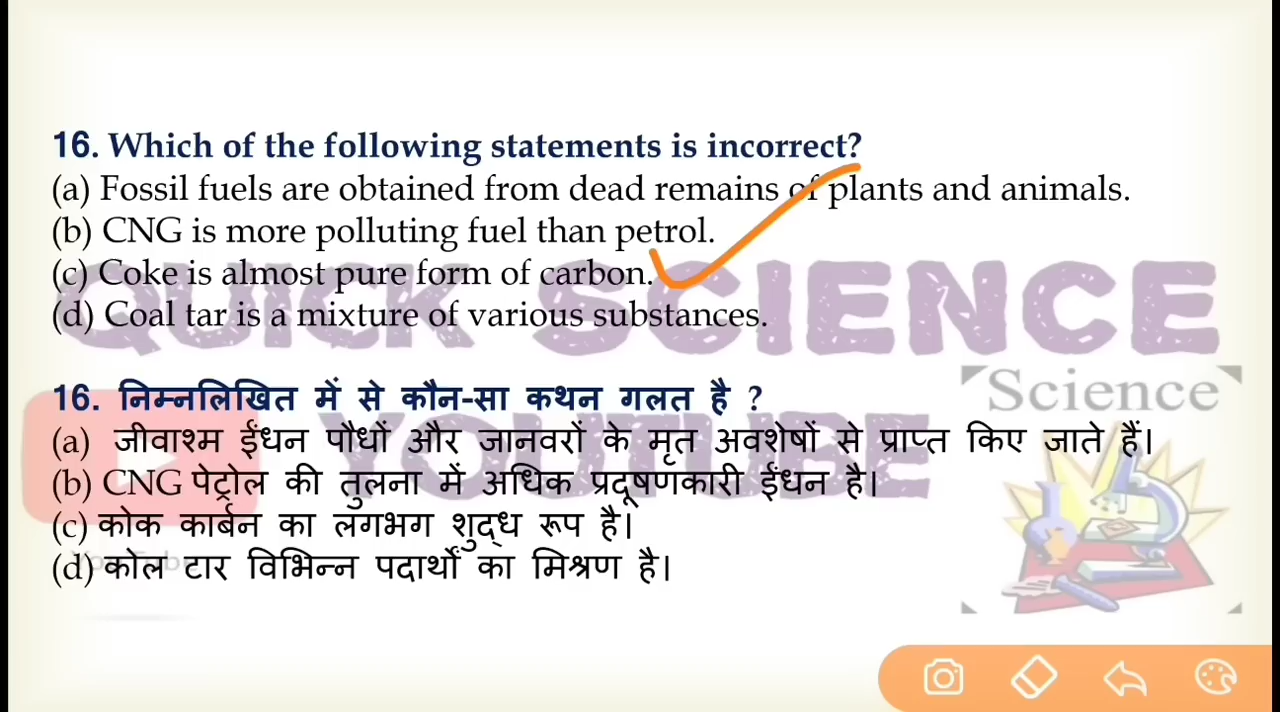 16. Which of the following statements is incorrect?
(a) Fossil fuels are obtained from dead remains of plants and animals.
(b) CNG is more polluting fuel than petrol.
(c) Coke is almost pure form of carbon.
(d) Coal tar is a mixture of various substances.
QUICK SCIENCE
16. निम्नलिखित में से कौन-सा कथन गलत है ?
Science
(a) जीवाश्म ईंधन पौधों और जानवरों के मृत अवशेषों से प्राप्त किए जाते हैं।
YOUTUBE
(b) CNG पेट्रोल की तुलना में अधिक प्रदूषणकारी ईंधन है।
(c) कोक कार्बन का लगभग शुद्ध रूप है।
(d) कोल टार विभिन्न पदार्थों का मिश्रण है।
YouTube